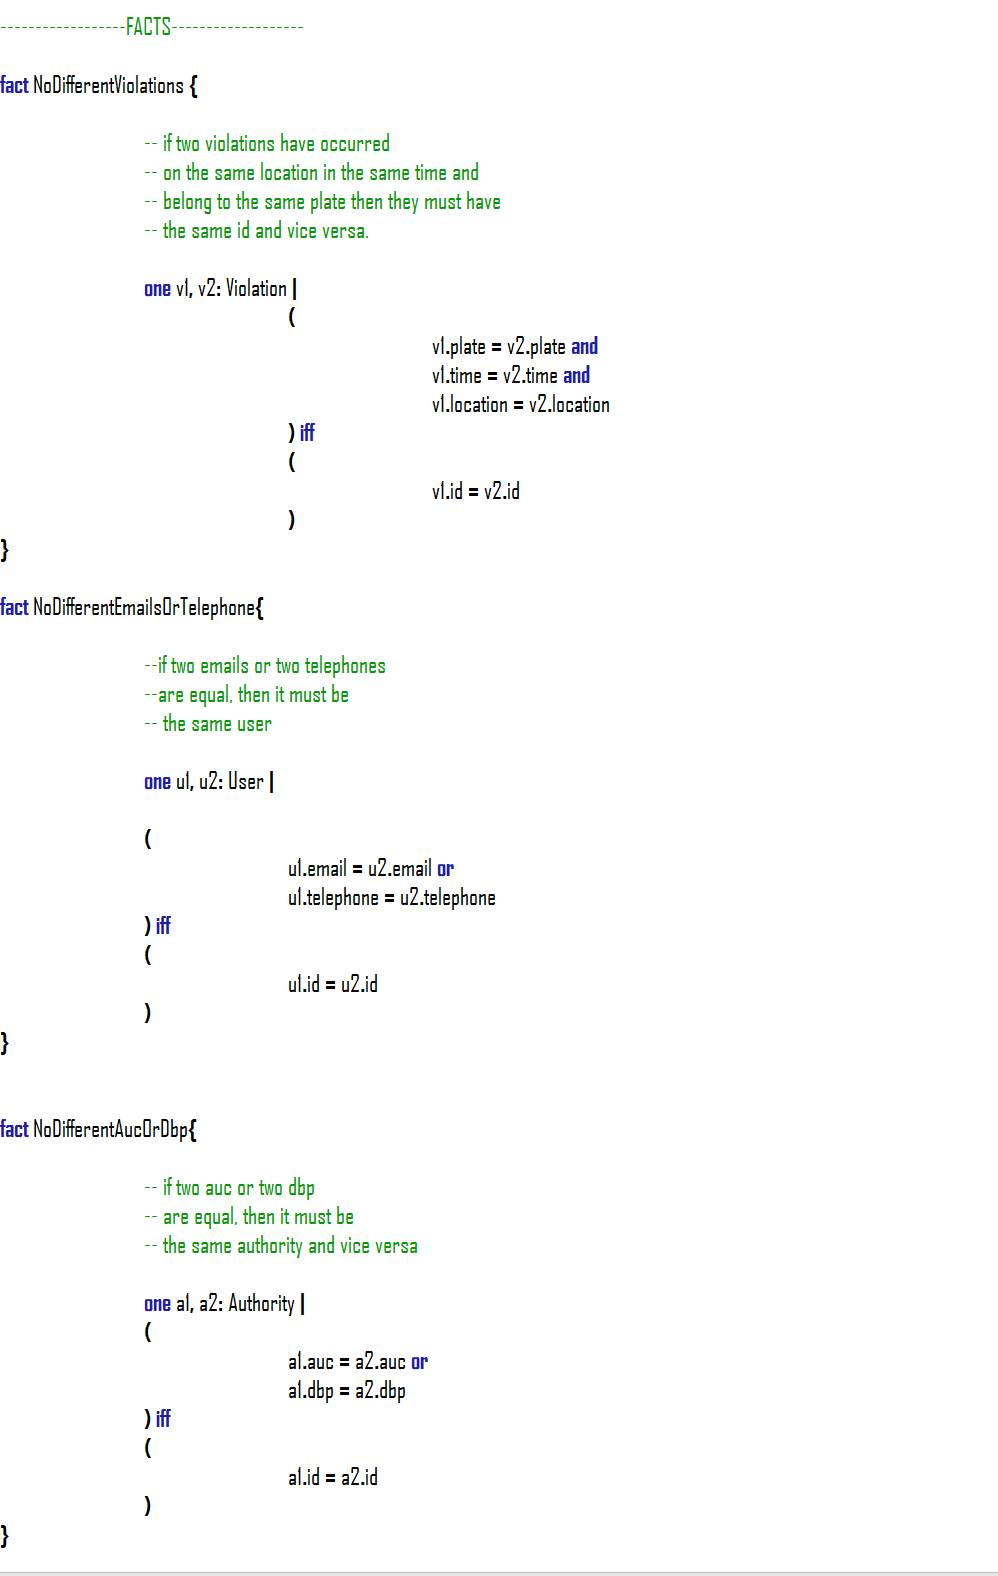 ------------------FACTS-------------------
fact NoDifferentViolations {
-- if two violations have occurred
-- on the same location in the same time and
-- belong to the same plate then they must have
-- the same id and vice versa.
one v1, v2: Violation |
(
v1.plate = v2.plate and
v1.time = v2.time and
v1.location = v2.location
) iff
(
v1.id = v2.id
)
}
fact NoDifferentEmailsOrTelephone{
--if two emails or two telephones
--are equal, then it must be
-- the same user
one u1, u2: User |
(
u1.email = u2.email or
u1.telephone = u2.telephone
) iff
(
u1.id = u2.id
)
}
fact NoDifferentAucOrDbp{
-- if two auc or two dbp
-- are equal, then it must be
-- the same authority and vice versa
one a1, a2: Authority |
(
a1.auc = a2.auc or
a1.dbp = a2.dbp
) iff
(
a1.id = a2.id
)
}